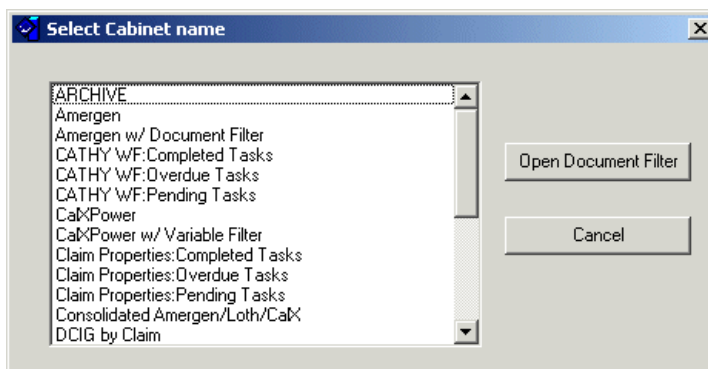 Select Cabinet name
ARCHIVE
Amergen
Amergen w/ Document Filter
CATHY WF:Completed Tasks
CATHY WF:Overdue Tasks
CATHY WF:Pending Tasks
CalXPower
CalXPower w/ Variable Filter
Claim Properties:Completed Tasks
Claim Properties:Overdue Tasks
Claim Properties:Pending Tasks
Consolidated Amergen/Loth/CalX
DCIG by Claim
Open Document Filter
Cancel